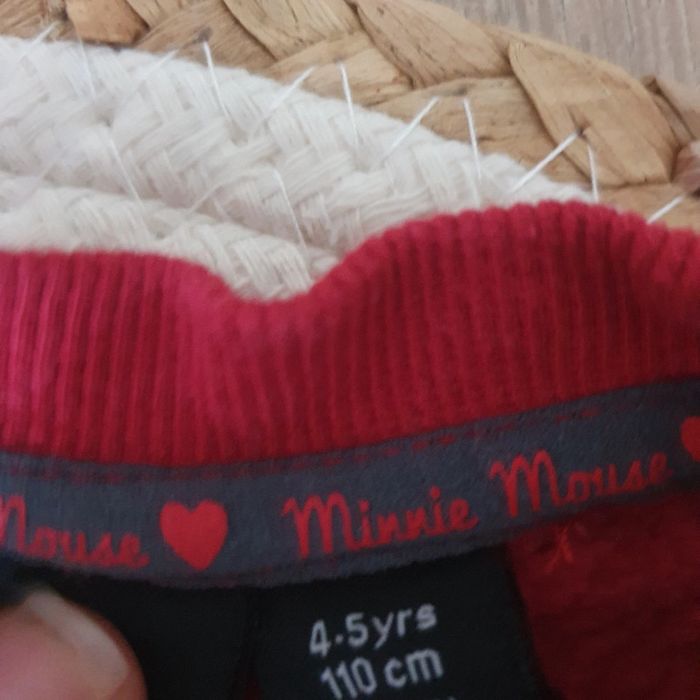 Mouse ♥ Minnie Mouse
4-5yrs
110 cm